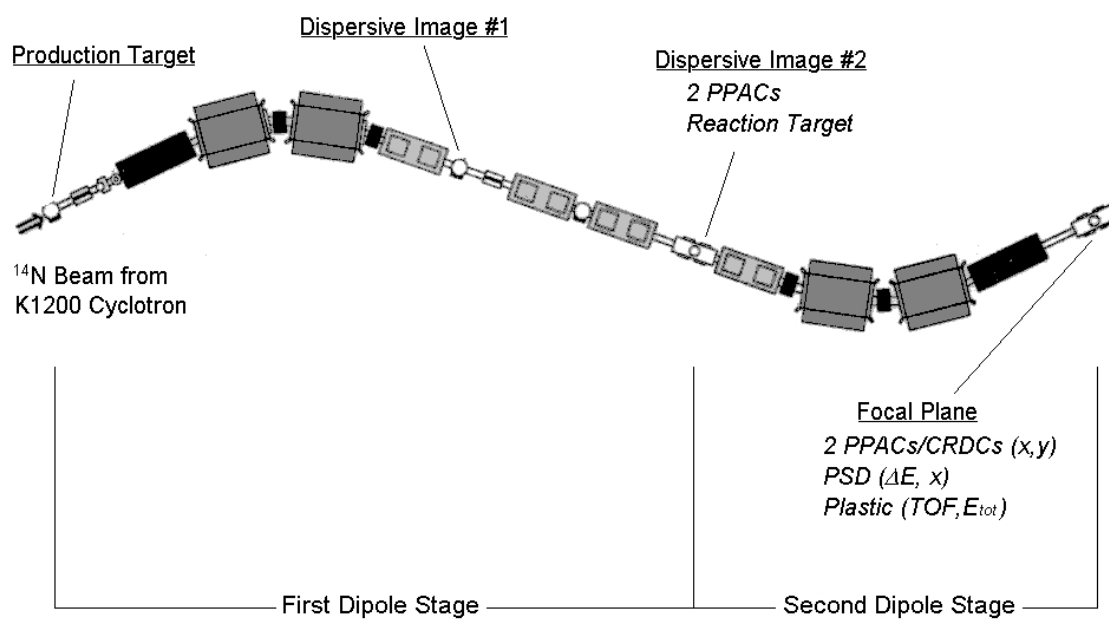 Dispersive Image #1
Production Target
Dispersive Image #2
2 PPACs
Reaction Target
¹⁴N Beam from
K1200 Cyclotron
Focal Plane
2 PPACs/CRDCs (x,y)
PSD (ΔE, x)
Plastic (TOF,Etot)
First Dipole Stage
Second Dipole Stage